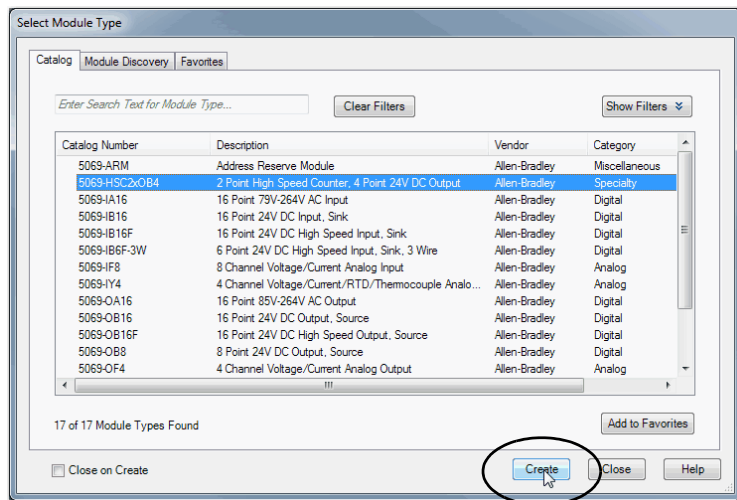 Select Module Type
Catalog Module Discovery Favorites
Enter Search Text for Module Type... Clear Filters Show Filters
Catalog Number Description Vendor Category
5069-ARM Address Reserve Module Allen-Bradley Miscellaneous
5069-HSC2xOB4 2 Point High Speed Counter, 4 Point 24V DC Output Allen-Bradley Specialty
5069-IA16 16 Point 79V-264V AC Input Allen-Bradley Digital
5069-IB16 16 Point 24V DC Input, Sink Allen-Bradley Digital
5069-IB16F 16 Point 24V DC High Speed Input, Sink Allen-Bradley Digital
5069-IB6F-3W 6 Point 24V DC High Speed Input, Sink, 3 Wire Allen-Bradley Digital
5069-IF8 8 Channel Voltage/Current Analog Input Allen-Bradley Analog
5069-IY4 4 Channel Voltage/Current/RTD/Thermocouple Analo... Allen-Bradley Analog
5069-OA16 16 Point 85V-264V AC Output Allen-Bradley Digital
5069-OB16 16 Point 24V DC Output, Source Allen-Bradley Digital
5069-OB16F 16 Point 24V DC High Speed Output, Source Allen-Bradley Digital
5069-OB8 8 Point 24V DC Output, Source Allen-Bradley Digital
5069-OF4 4 Channel Voltage/Current Analog Output Allen-Bradley Analog
17 of 17 Module Types Found Add to Favorites
Close on Create Create Close Help